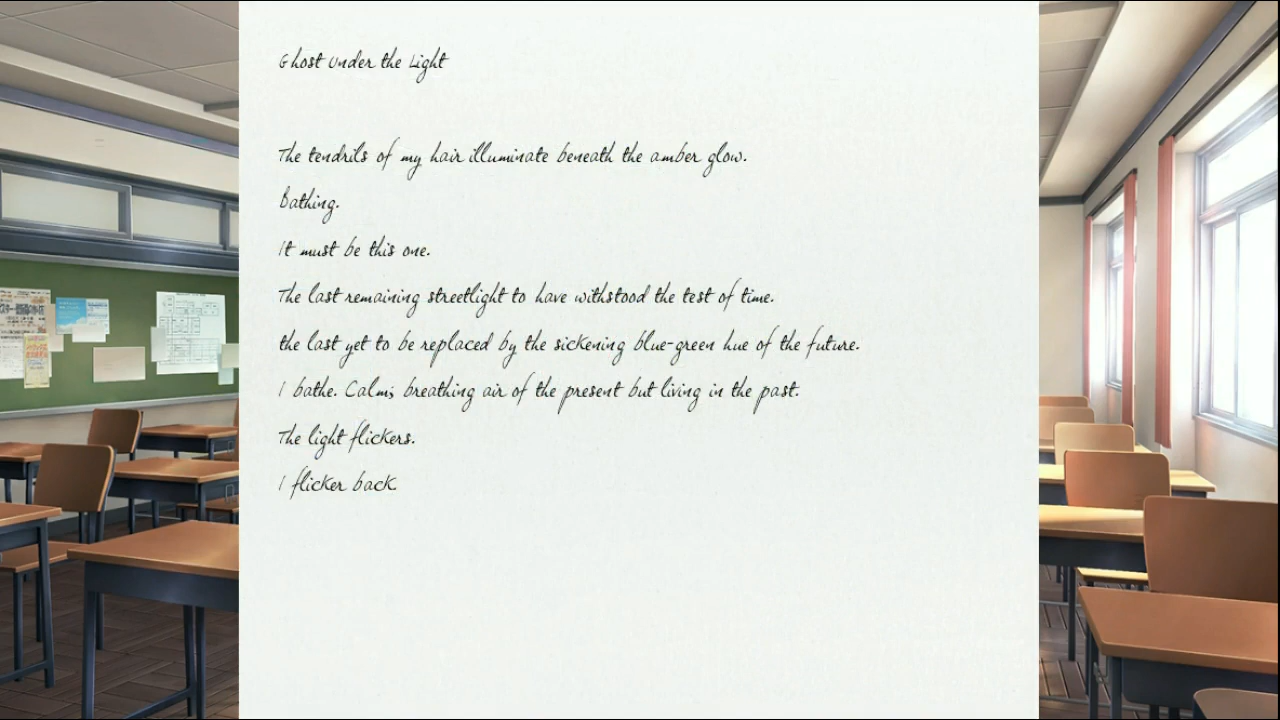 Ghost Under the Light
The tendrils of my hair illuminate beneath the amber glow.
Bathing.
It must be this one.
The last remaining streetlight to have withstood the test of time.
the last yet to be replaced by the sickening blue-green hue of the future.
I bathe. Calm; breathing air of the present but living in the past.
The light flickers.
I flicker back.